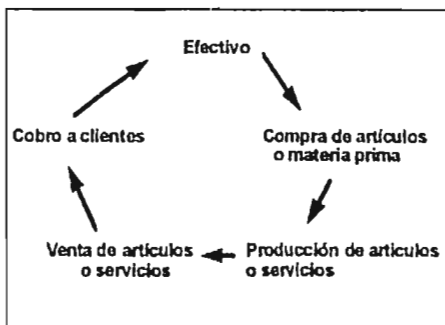 Efectivo
Cobro a clientes
Compra de artículos
o materia prima
Venta de artículos
o servicios
Producción de artículos
o servicios